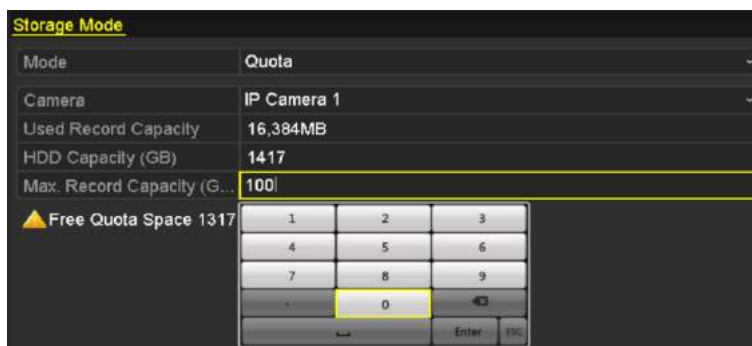 Storage Mode
Mode Quota
Camera IP Camera 1
Used Record Capacity 16,384MB
HDD Capacity (GB) 1417
Max. Record Capacity (G... 100
Free Quota Space 1317
1 2 3
4 5 6
7 8 9
. 0
Enter ESC